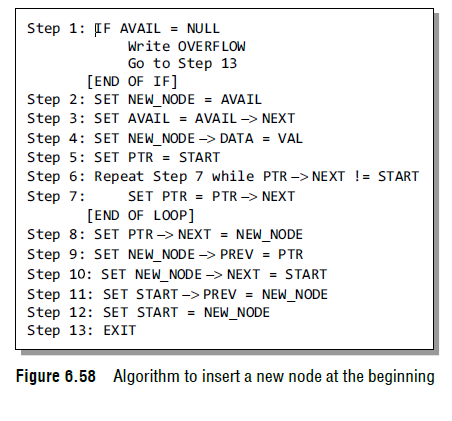 Step 1: IF AVAIL = NULL
Write OVERFLOW
Go to Step 13
[END OF IF]
Step 2: SET NEW_NODE = AVAIL
Step 3: SET AVAIL = AVAIL -> NEXT
Step 4: SET NEW_NODE -> DATA = VAL
Step 5: SET PTR = START
Step 6: Repeat Step 7 while PTR -> NEXT != START
Step 7: SET PTR = PTR -> NEXT
[END OF LOOP]
Step 8: SET PTR -> NEXT = NEW_NODE
Step 9: SET NEW_NODE -> PREV = PTR
Step 10: SET NEW_NODE -> NEXT = START
Step 11: SET START -> PREV = NEW_NODE
Step 12: SET START = NEW_NODE
Step 13: EXIT
Figure 6.58 Algorithm to insert a new node at the beginning